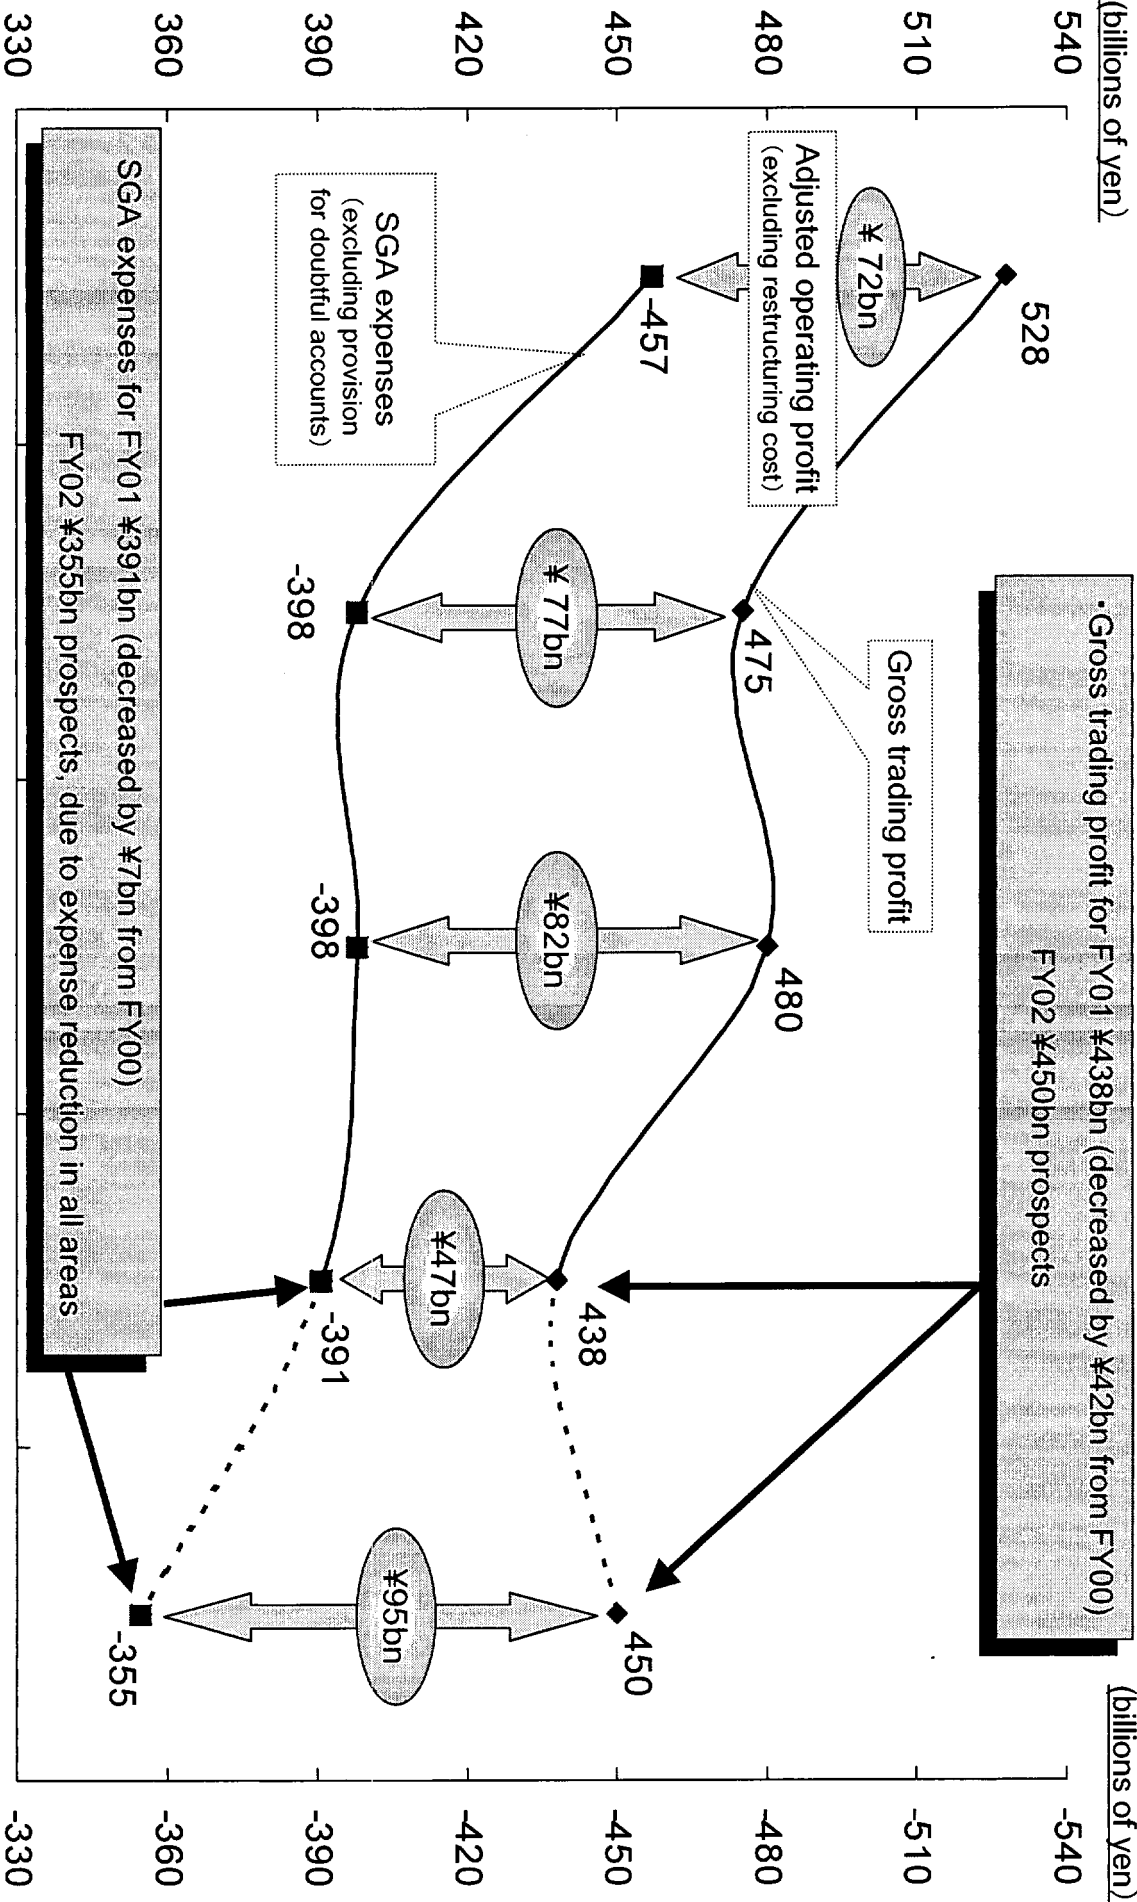 (billions of yen)
(billions of yen)
・Gross trading profit for FY01 ¥438bn (decreased by ¥42bn from FY00)
FY02 ¥450bn prospects
540
510
480
450
420
390
360
330
-540
-510
-480
-450
-420
-390
-360
-330
528
475
480
438
450
Gross trading profit
¥ 72bn
¥ 77bn
¥82bn
¥47bn
¥95bn
Adjusted operating profit
(excluding restructuring cost)
-457
-398
-398
-391
-355
SGA expenses
(excluding provision
for doubtful accounts)
SGA expenses for FY01 ¥391bn (decreased by ¥7bn from FY00)
FY02 ¥355bn prospects, due to expense reduction in all areas